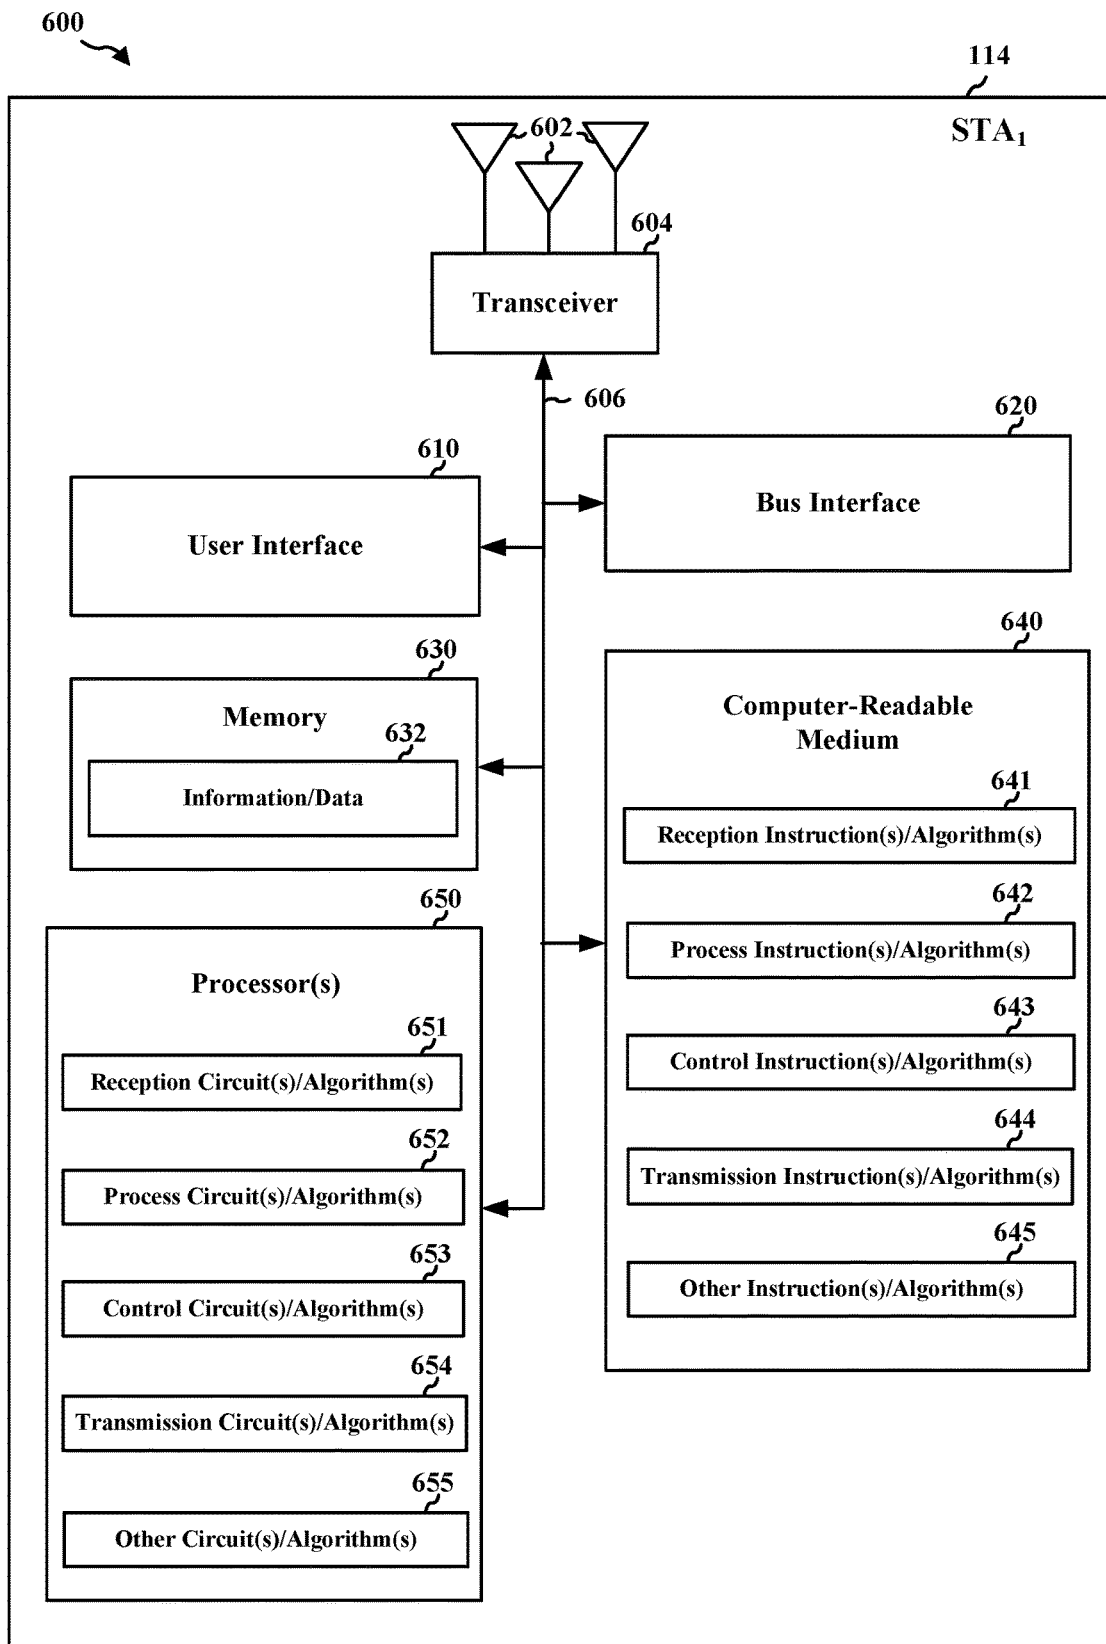 600
114
STA1
602
604
Transceiver
606
620
610
Bus Interface
User Interface
640
630
Memory
Computer-Readable
Medium
632
Information/Data
641
Reception Instruction(s)/Algorithm(s)
650
642
Process Instruction(s)/Algorithm(s)
Processor(s)
643
651
Control Instruction(s)/Algorithm(s)
Reception Circuit(s)/Algorithm(s)
644
652
Transmission Instruction(s)/Algorithm(s)
Process Circuit(s)/Algorithm(s)
645
653
Other Instruction(s)/Algorithm(s)
Control Circuit(s)/Algorithm(s)
654
Transmission Circuit(s)/Algorithm(s)
655
Other Circuit(s)/Algorithm(s)